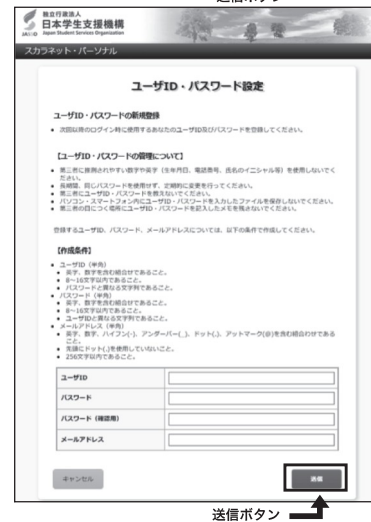 独立行政法人
日本学生支援機構
JASSO Japan Student Services Organization
スカラネット・パーソナル
ユーザID・パスワード設定
ユーザID・パスワードの新規登録
• 次回以降のログイン時に使用するあなたのユーザID及びパスワードを登録してください。
【ユーザID・パスワードの管理について】
• 第三者に推測されやすい数字や英字（生年月日、電話番号、氏名のイニシャル等）を使用しないでく
ださい。
• 長期間、同じパスワードを使用せず、定期的に変更を行ってください。
• 第三者にユーザID・パスワードを教えないでください。
• パソコン・スマートフォン内にユーザID・パスワードを入力したファイルを保存しないでください。
• 第三者の目につく場所にユーザID・パスワードを記入したメモを残さないでください。
登録するユーザID、パスワード、メールアドレスについては、以下の条件で作成してください。
【作成条件】
• ユーザID（半角）
• 英字、数字を含む組合せであること。
• 8～16文字以内であること。
• パスワードと異なる文字列であること。
• パスワード（半角）
• 英字、数字を含む組合せであること。
• 8～16文字以内であること。
• ユーザIDと異なる文字列であること。
• メールアドレス（半角）
• 英字、数字、ハイフン(-)、アンダーバー(_)、ドット(.)、アットマーク(@)を含む組合わせである
こと。
• 先頭にドット(.)を使用していないこと。
• 256文字以内であること。
ユーザID
パスワード
パスワード（確認用）
メールアドレス
キャンセル
送信
送信ボタン